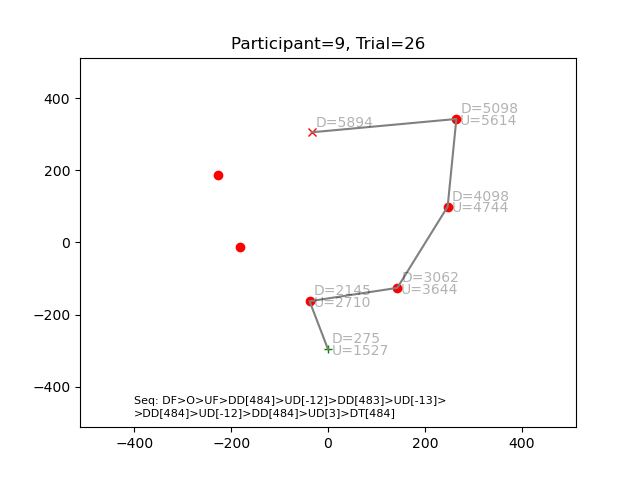 Participant=9, Trial=26
400
200
0
−200
−400
D=5894
D=5098
U=5614
D=4098
U=4744
D=3062
U=3644
D=2145
U=2710
D=275
U=1527
Seq: DF>O>UF>DD[484]>UD[-12]>DD[483]>UD[-13]>
>DD[484]>UD[-12]>DD[484]>UD[3]>DT[484]
−400 −200 0 200 400